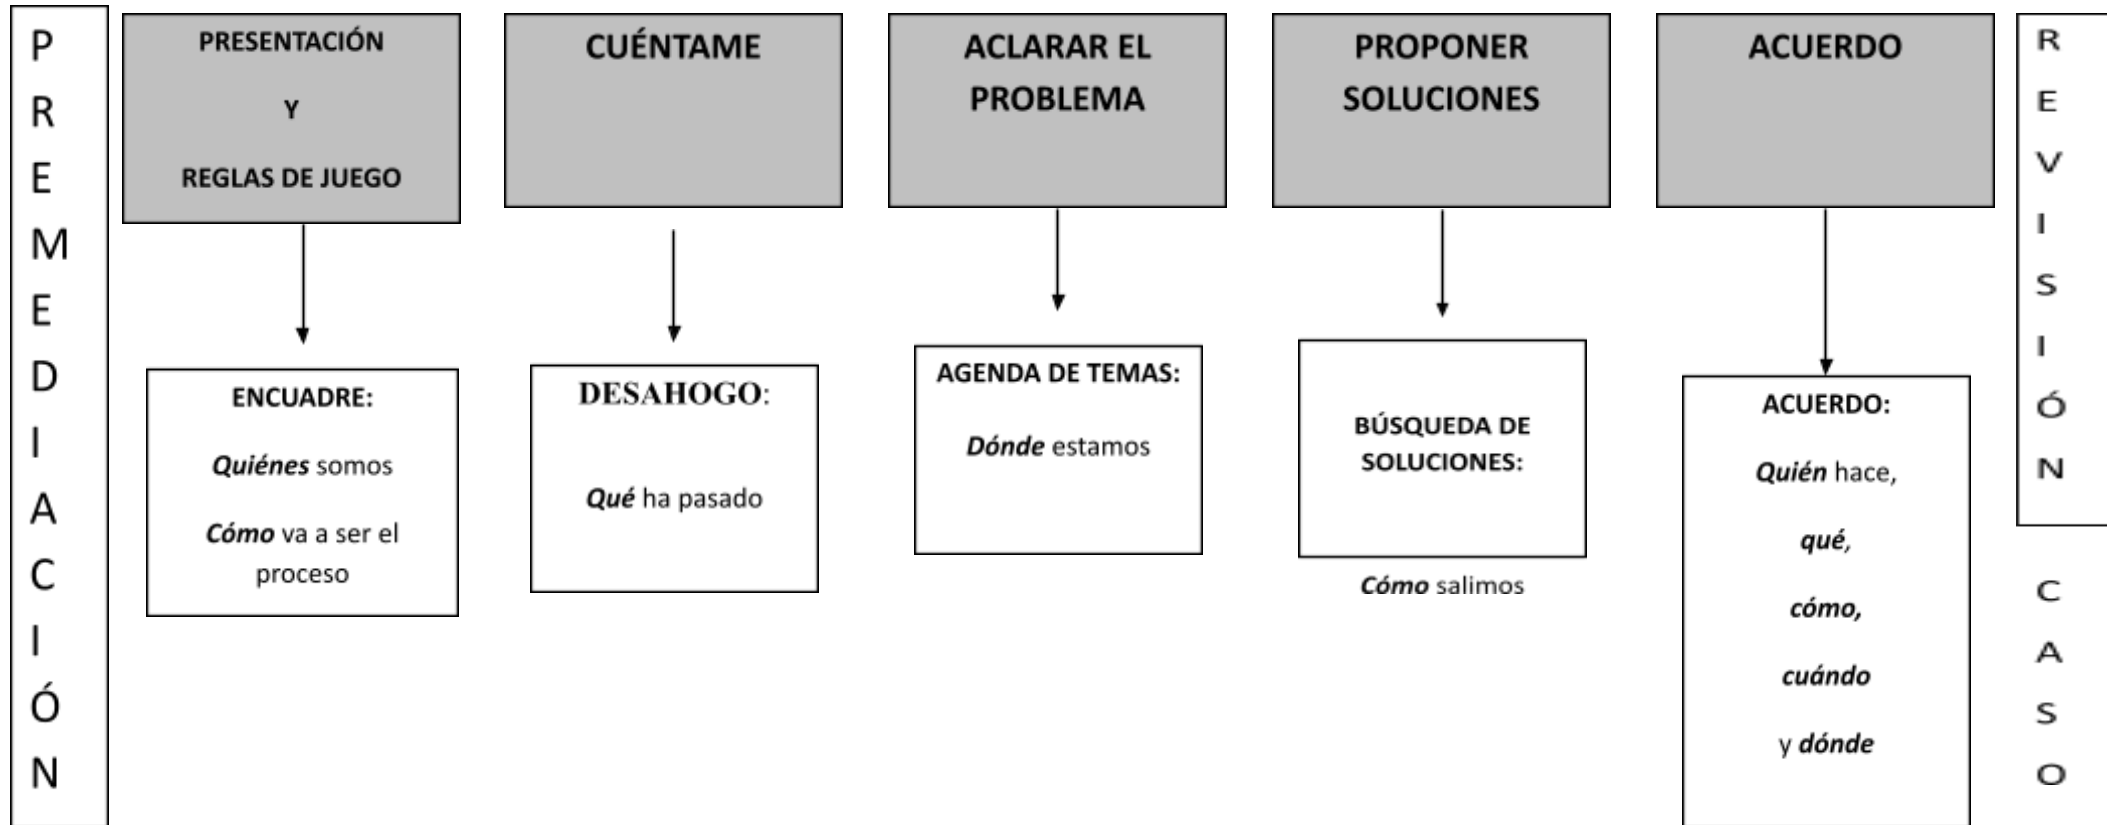 PREMEDIACIÓN
PRESENTACIÓN
Y
REGLAS DE JUEGO
ENCUADRE:
Quiénes somos
Cómo va a ser el
proceso
CUÉNTAME
DESAHOGO:
Qué ha pasado
ACLARAR EL
PROBLEMA
AGENDA DE TEMAS:
Dónde estamos
PROPONER
SOLUCIONES
BÚSQUEDA DE
SOLUCIONES:
Cómo salimos
ACUERDO
ACUERDO:
Quién hace,
qué,
cómo,
cuándo
y dónde
REVISIÓN CASO